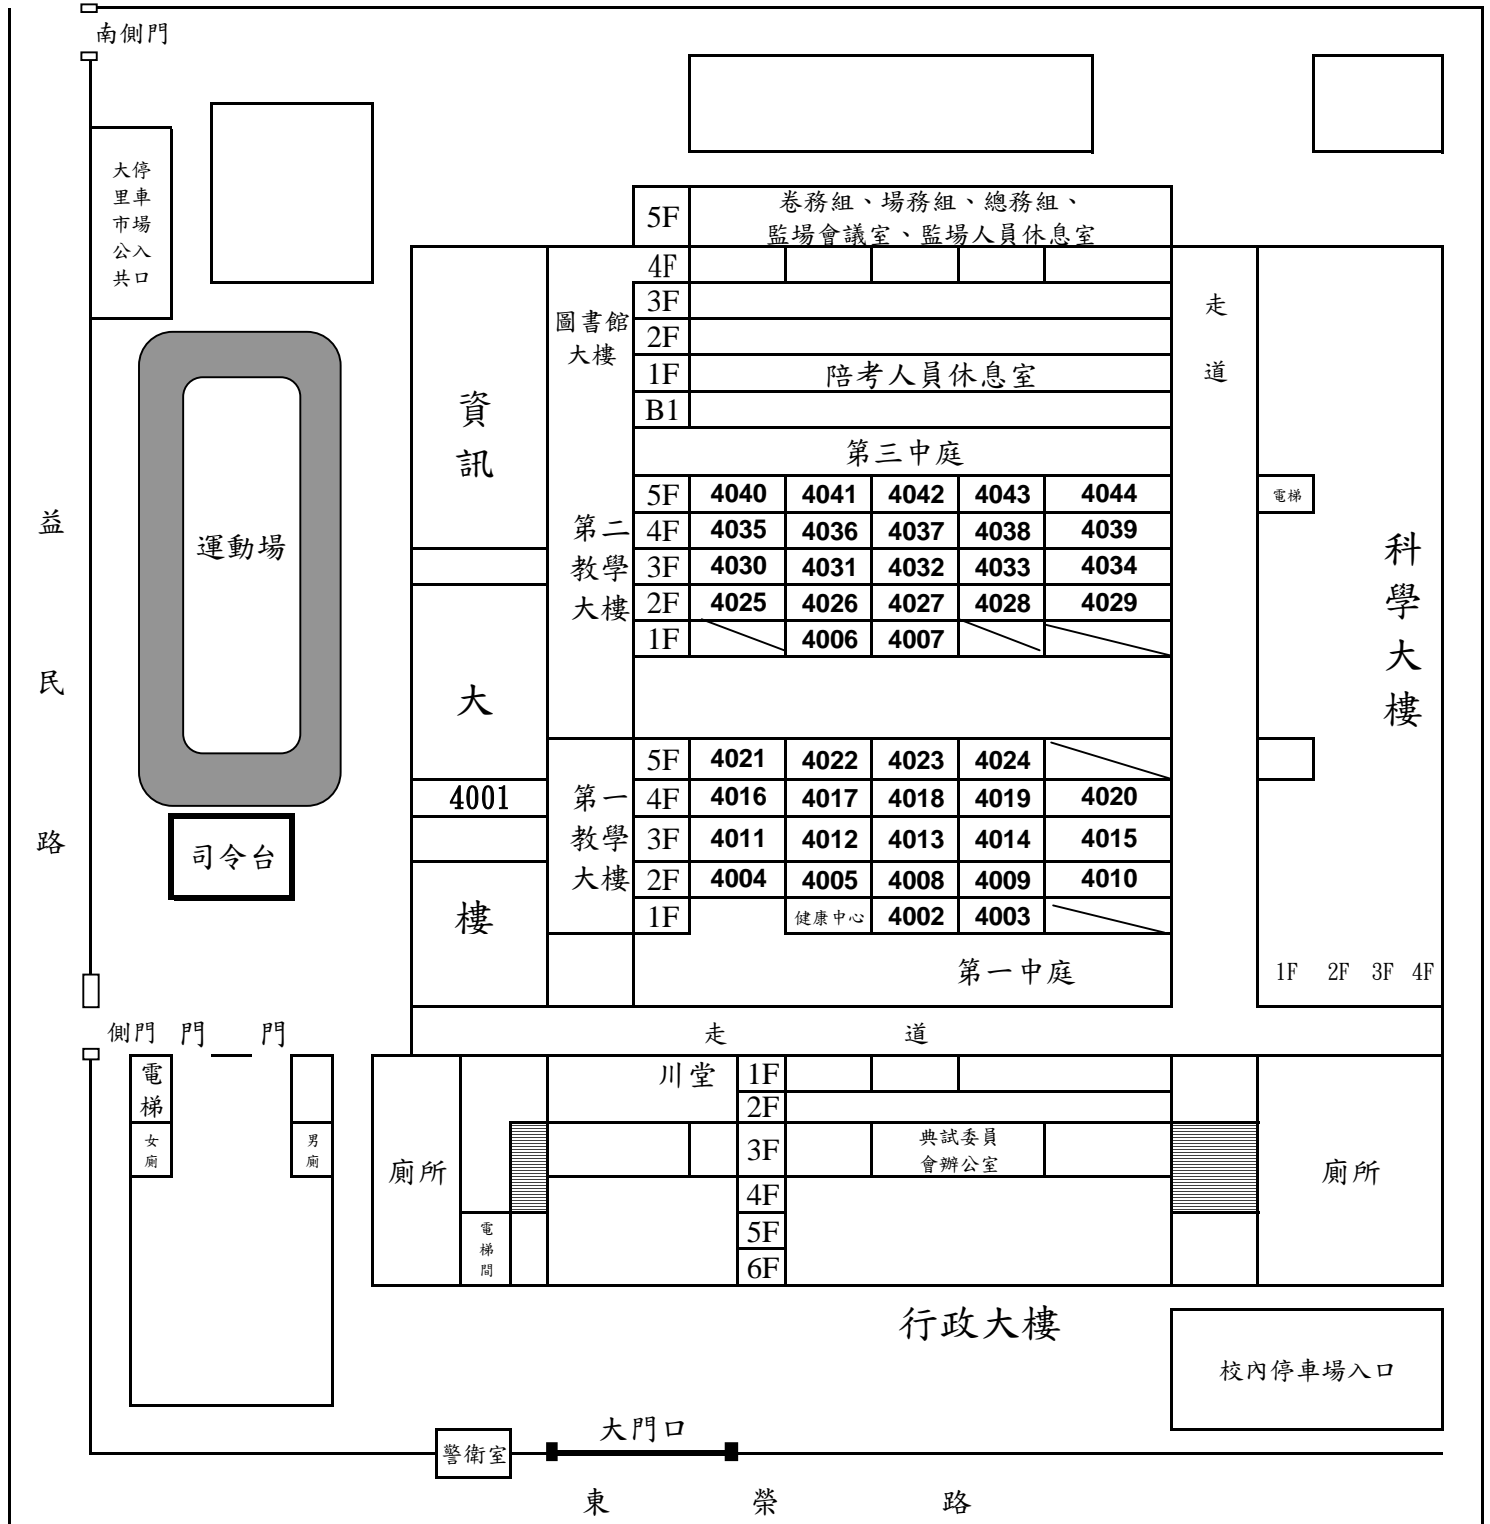 南側門
大停
里車
市場
公入
共口
5F 卷務組、場務組、總務組、
監場會議室、監場人員休息室
4F
3F
2F
1F 陪考人員休息室
B1
圖書館
大樓
走
道
資
訊
大
4001
樓
第三中庭
第二
教學
大樓
5F 4040 4041 4042 4043 4044
4F 4035 4036 4037 4038 4039
3F 4030 4031 4032 4033 4034
2F 4025 4026 4027 4028 4029
1F 4006 4007
第一
教學
大樓
5F 4021 4022 4023 4024
4F 4016 4017 4018 4019 4020
3F 4011 4012 4013 4014 4015
2F 4004 4005 4008 4009 4010
1F 健康中心 4002 4003
第一中庭
電梯
科
學
大
樓
1F 2F 3F 4F
益
民
路
運動場
司令台
側門 門 門
走 道
電
梯
女
廁
男
廁
廁所
電
梯
間
川堂
1F
2F
3F 典試委員
會辦公室
4F
5F
6F
廁所
行政大樓
校內停車場入口
大門口
警衛室
東 榮 路